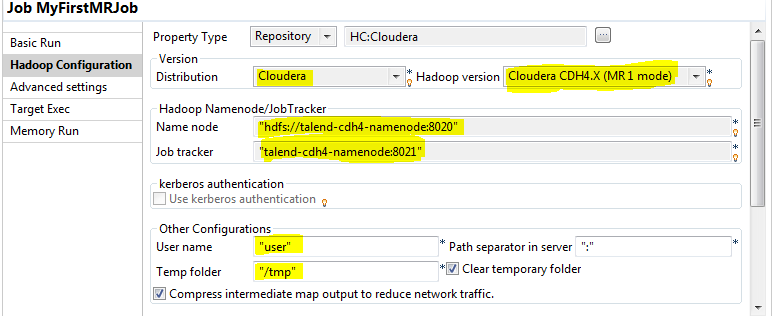 Job MyFirstMRJob
Basic Run
Hadoop Configuration
Advanced settings
Target Exec
Memory Run
Property Type Repository HC:Cloudera ...
Version
Distribution Cloudera * Hadoop version Cloudera CDH4.X (MR 1 mode) *
Hadoop Namenode/JobTracker
Name node "hdfs://talend-cdh4-namenode:8020" *
Job tracker "talend-cdh4-namenode:8021" *
kerberos authentication
Use kerberos authentication
Other Configurations
User name "user" * Path separator in server ":" *
Temp folder "/tmp" * Clear temporary folder
Compress intermediate map output to reduce network traffic.